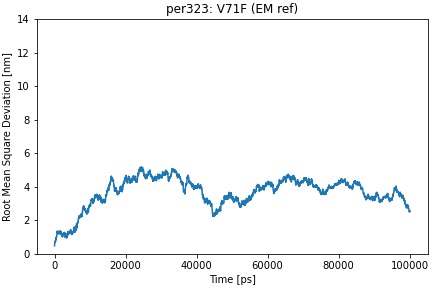 per323: V71F (EM ref)
Root Mean Square Deviation [nm]
14
12
10
8
6
4
2
0
0 20000 40000 60000 80000 100000
Time [ps]